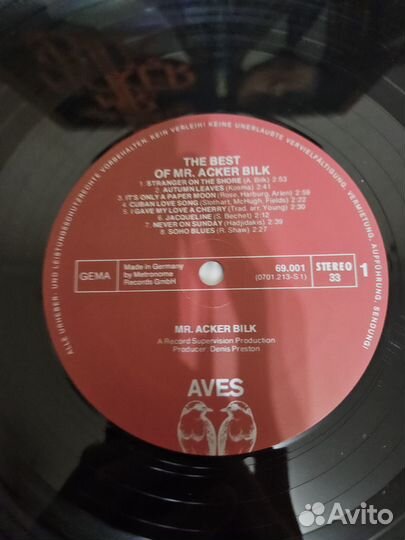 ALLE URHEBER- UND LEISTUNGSSCHUTZRECHTE VORBEHALTEN. KEIN VERLEIH! KEINE UNERLAUBTE VERVIELFÄLTIGUNG, VERMIETUNG, AUFFÜHRUNG, SENDUNG!
THE BEST
OF MR. ACKER BILK
1. STRANGER ON THE SHORE (A. Bilk) 2:53
2. AUTUMN LEAVES (Kosma) 2:41
3. IT'S ONLY A PAPER MOON (Rose, Harburg, Arlen) 2:59
4. CUBAN LOVE SONG (Stothart, McHugh, Fields) 2:22
5. I GAVE MY LOVE A CHERRY (Trad. arr. Young) 2:30
6. JACQUELINE (S. Bechet) 2:12
7. NEVER ON SUNDAY (Hadjidakis) 2:28
8. SOHO BLUES (R. Shaw) 2:27
GEMA
Made in Germany
by Metronome
Records GmbH
69.001
(0701.213-S 1)
STEREO
33
1
MR. ACKER BILK
A Record Supervision Production
Producer: Denis Preston
AVES
Avito